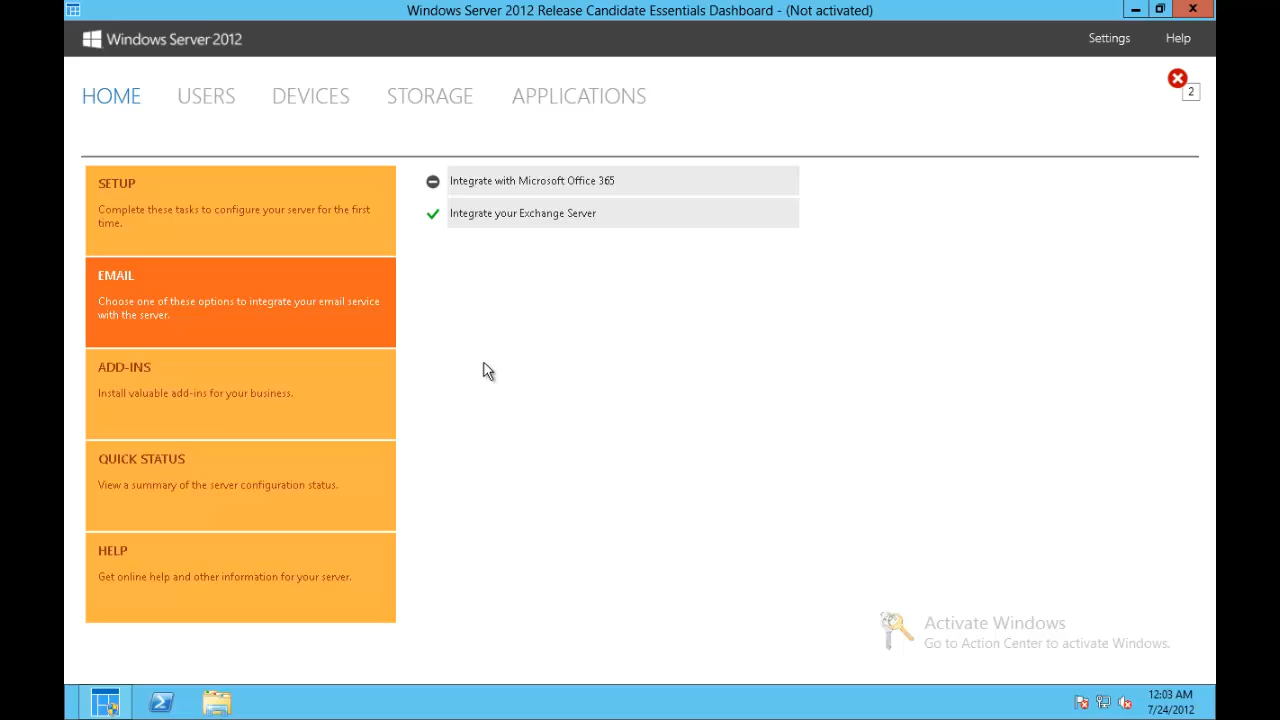 Windows Server 2012 Release Candidate Essentials Dashboard - (Not activated)
Windows Server 2012
Settings
Help
HOME
USERS
DEVICES
STORAGE
APPLICATIONS
2
SETUP
Complete these tasks to configure your server for the first
time.
EMAIL
Choose one of these options to integrate your email service
with the server.
ADD-INS
Install valuable add-ins for your business.
QUICK STATUS
View a summary of the server configuration status.
HELP
Get online help and other information for your server.
Integrate with Microsoft Office 365
Integrate your Exchange Server
Activate Windows
Go to Action Center to activate Windows.
12:03 AM
7/24/2012